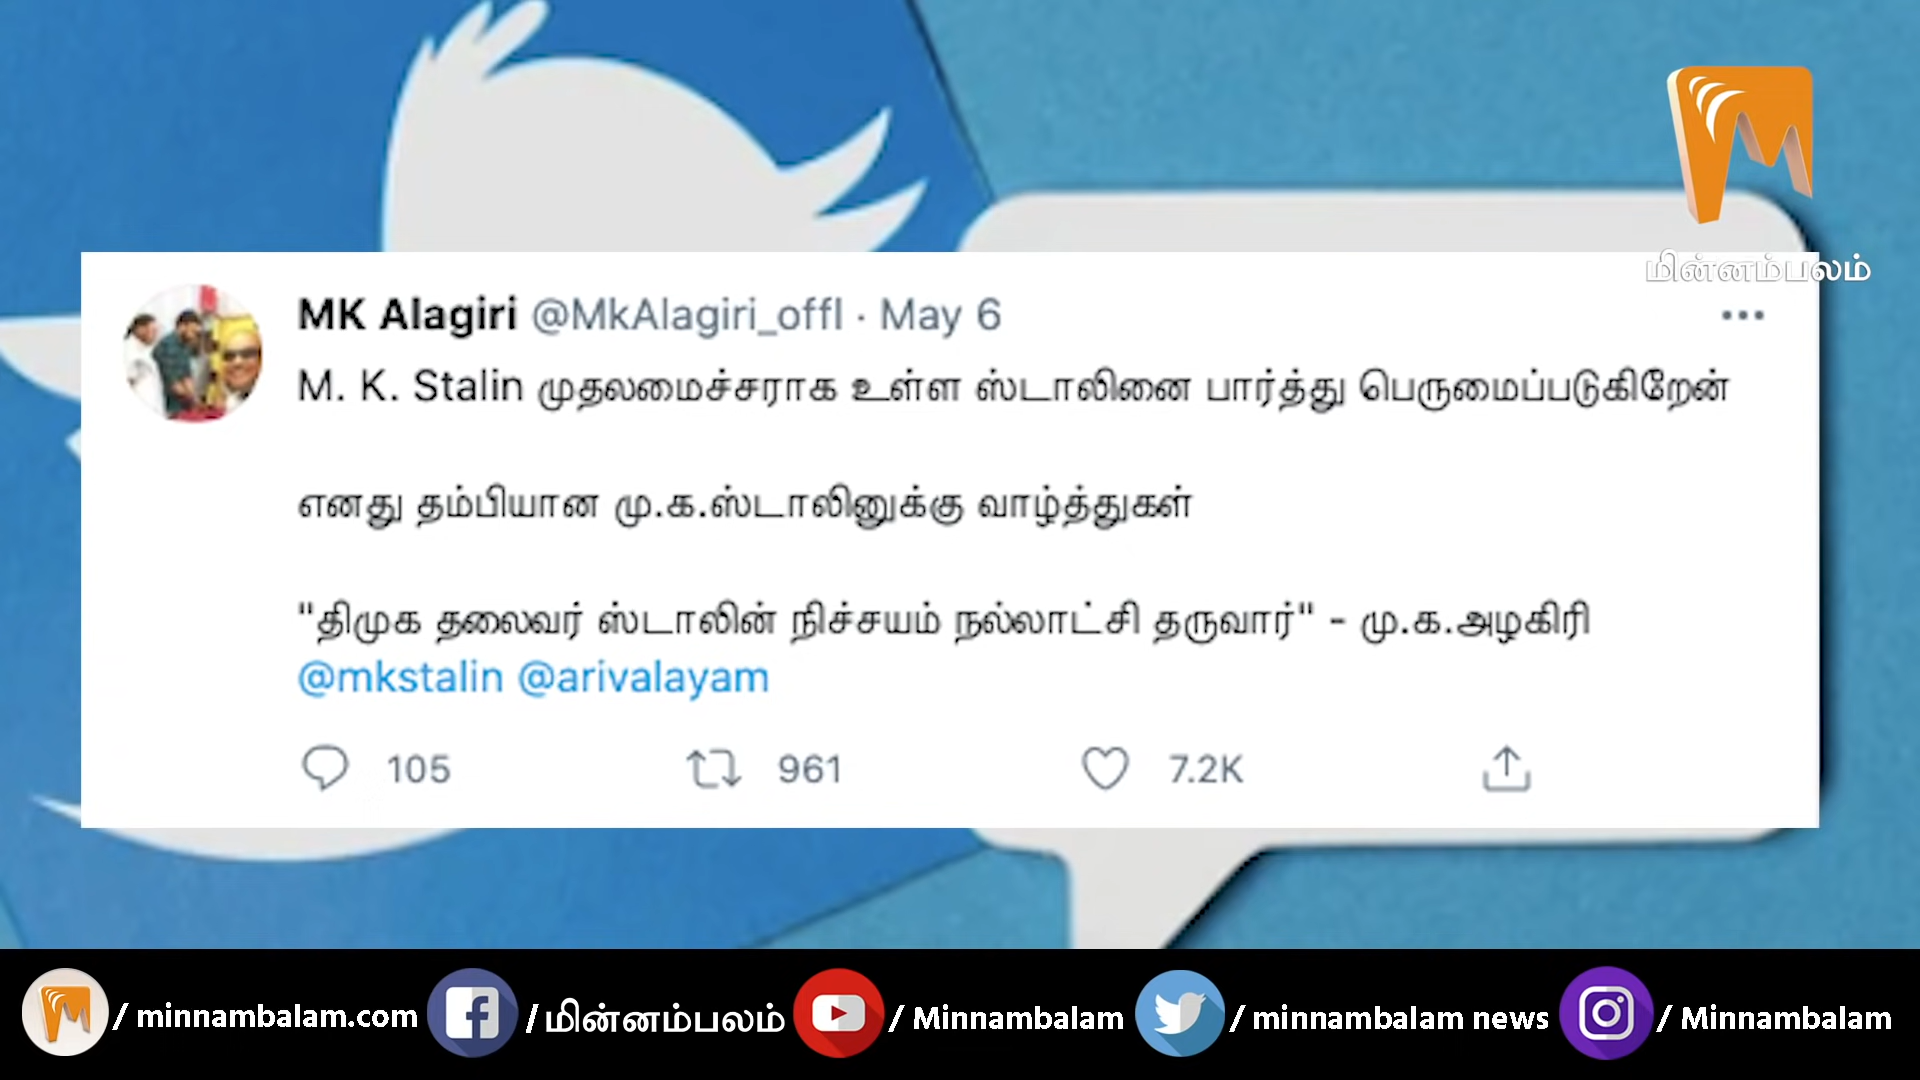 மின்னம்பலம்
MK Alagiri @MkAlagiri_offl · May 6
M. K. Stalin முதலமைச்சராக உள்ள ஸ்டாலினை பார்த்து பெருமைப்படுகிறேன்
எனது தம்பியான மு.க.ஸ்டாலினுக்கு வாழ்த்துகள்
"திமுக தலைவர் ஸ்டாலின் நிச்சயம் நல்லாட்சி தருவார்" - மு.க.அழகிரி
@mkstalin @arivalayam
105 961 7.2K
/ minnambalam.com / மின்னம்பலம் / Minnambalam / minnambalam news / Minnambalam